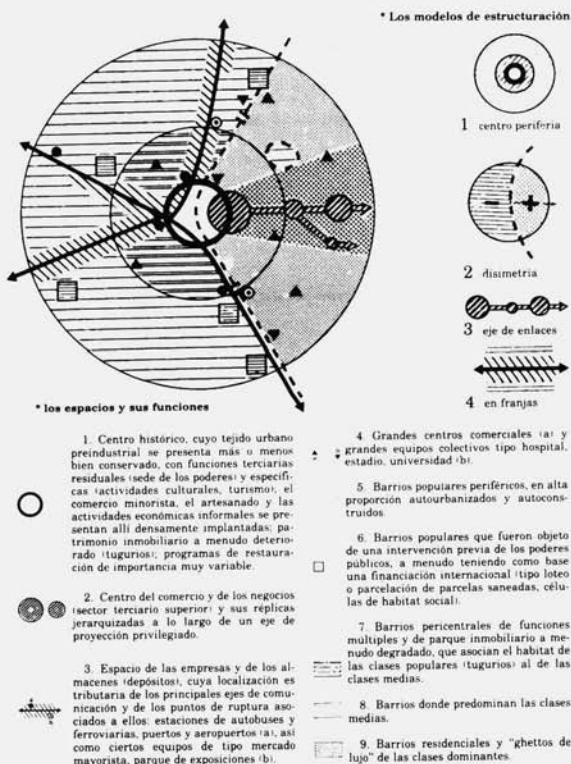 * Los modelos de estructuración
1 centro periferia
2 disimetria
3 eje de enlaces
4 en franjas
* los espacios y sus funciones
1. Centro histórico, cuyo tejido urbano
preindustrial se presenta más o menos
bien conservado, con funciones terciarias
residuales (sede de los poderes) y específi-
cas (actividades culturales, turismo); el
comercio minorista, el artesanado y las
actividades económicas informales se pre-
sentan allí densamente implantadas; pa-
trimonio inmobiliario a menudo deterio-
rado (tugurios); programas de restaura-
ción de importancia muy variable.
2. Centro del comercio y de los negocios
(sector terciario superior) y sus réplicas
jerarquizadas a lo largo de un eje de
proyección privilegiado.
3. Espacio de las empresas y de los al-
macenes (depósitos), cuya localización es
tributaria de los principales ejes de comu-
nicación y de los puntos de ruptura aso-
ciados a ellos: estaciones de autobuses y
ferroviarias, puertos y aeropuertos (a), así
como ciertos equipos de tipo mercado
mayorista, parque de exposiciones (b).
4. Grandes centros comerciales (a) y
grandes equipos colectivos tipo hospital,
estadio, universidad (b).
5. Barrios populares periféricos, en alta
proporción autourbanizados y autocons-
truidos.
6. Barrios populares que fueron objeto
de una intervención previa de los poderes
públicos, a menudo teniendo como base
una financiación internacional (tipo loteo
o parcelación de parcelas saneadas, célu-
las de habitat social).
7. Barrios pericentrales de funciones
múltiples y de parque inmobiliario a me-
nudo degradado, que asocian el habitat de
las clases populares (tugurios) al de las
clases medias.
8. Barrios donde predominan las clases
medias.
9. Barrios residenciales y "ghettos de
lujo" de las clases dominantes.